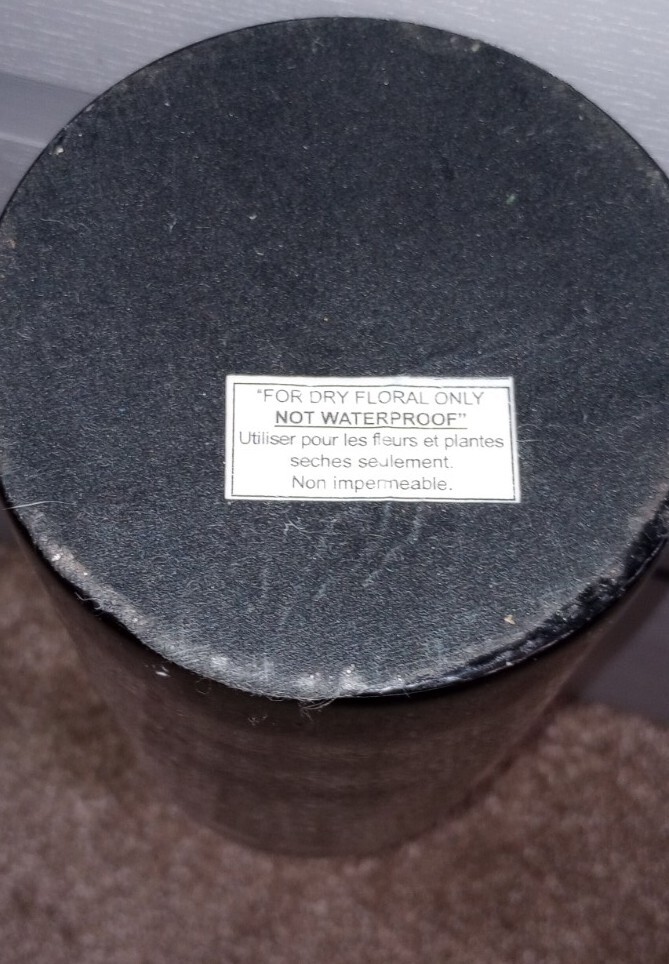 "FOR DRY FLORAL ONLY
NOT WATERPROOF"
Utiliser pour les fleurs et plantes
seches seulement.
Non impermeable.